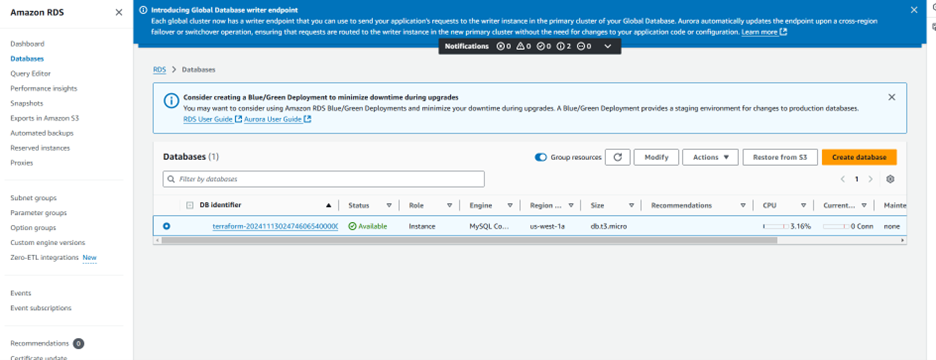 Amazon RDS
Dashboard
Databases
Query Editor
Performance insights
Snapshots
Exports in Amazon S3
Automated backups
Reserved instances
Proxies
Subnet groups
Parameter groups
Option groups
Custom engine versions
Zero-ETL integrations New
Events
Event subscriptions
Recommendations 0
Certificate update
Introducing Global Database writer endpoint
Each global cluster now has a writer endpoint that you can use to send your application's requests to the writer instance in the primary cluster of your Global Database. Aurora automatically updates the endpoint upon a cross-region
failover or switchover operation, ensuring that requests are routed to the writer instance in the new primary cluster without the need for changes to your application code or configuration. Learn more
Notifications 0 0 0 2 0
RDS > Databases
Consider creating a Blue/Green Deployment to minimize downtime during upgrades
You may want to consider using Amazon RDS Blue/Green Deployments and minimize your downtime during upgrades. A Blue/Green Deployment provides a staging environment for changes to production databases.
RDS User Guide Aurora User Guide
Databases (1)
Group resources
Modify
Actions
Restore from S3
Create database
Filter by databases
1
DB identifier Status Role Engine Region ... Size Recommendations CPU Current... Mainte
Available Instance MySQL Co... us-west-1a db.t3.micro 3.16% 0 Conn none